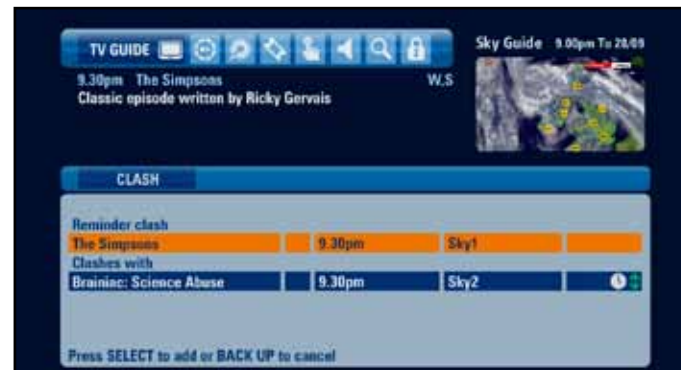 TV GUIDE
Sky Guide 9.00pm Tu 28/09
9.30pm The Simpsons W.S
Classic episode written by Ricky Gervais
CLASH
Reminder clash
The Simpsons 9.30pm Sky1
Clashes with
Brainiac: Science Abuse 9.30pm Sky2
Press SELECT to add or BACK UP to cancel